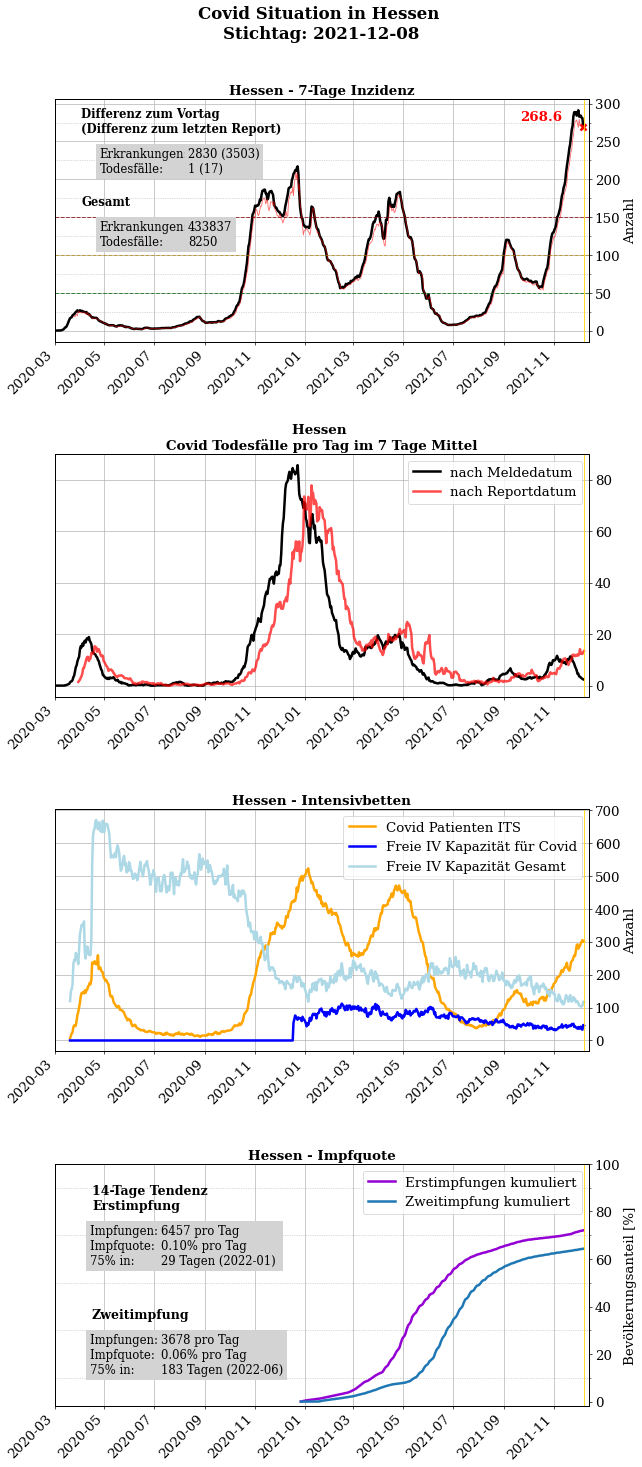 Covid Situation in Hessen
Stichtag: 2021-12-08
Hessen - 7-Tage Inzidenz
Differenz zum Vortag
(Differenz zum letzten Report)
Erkrankungen 2830 (3503)
Todesfälle: 1 (17)
Gesamt
Erkrankungen 433837
Todesfälle: 8250
268.6
300
250
200
150
100
50
0
Anzahl
2020-03
2020-05
2020-07
2020-09
2020-11
2021-01
2021-03
2021-05
2021-07
2021-09
2021-11
Hessen
Covid Todesfälle pro Tag im 7 Tage Mittel
nach Meldedatum
nach Reportdatum
80
60
40
20
0
2020-03
2020-05
2020-07
2020-09
2020-11
2021-01
2021-03
2021-05
2021-07
2021-09
2021-11
Hessen - Intensivbetten
Covid Patienten ITS
Freie IV Kapazität für Covid
Freie IV Kapazität Gesamt
700
600
500
400
300
200
100
0
Anzahl
2020-03
2020-05
2020-07
2020-09
2020-11
2021-01
2021-03
2021-05
2021-07
2021-09
2021-11
Hessen - Impfquote
14-Tage Tendenz
Erstimpfung
Impfungen: 6457 pro Tag
Impfquote: 0.10% pro Tag
75% in: 29 Tagen (2022-01)
Zweitimpfung
Impfungen: 3678 pro Tag
Impfquote: 0.06% pro Tag
75% in: 183 Tagen (2022-06)
Erstimpfungen kumuliert
Zweitimpfung kumuliert
100
80
60
40
20
0
Bevölkerungsanteil [%]
2020-03
2020-05
2020-07
2020-09
2020-11
2021-01
2021-03
2021-05
2021-07
2021-09
2021-11